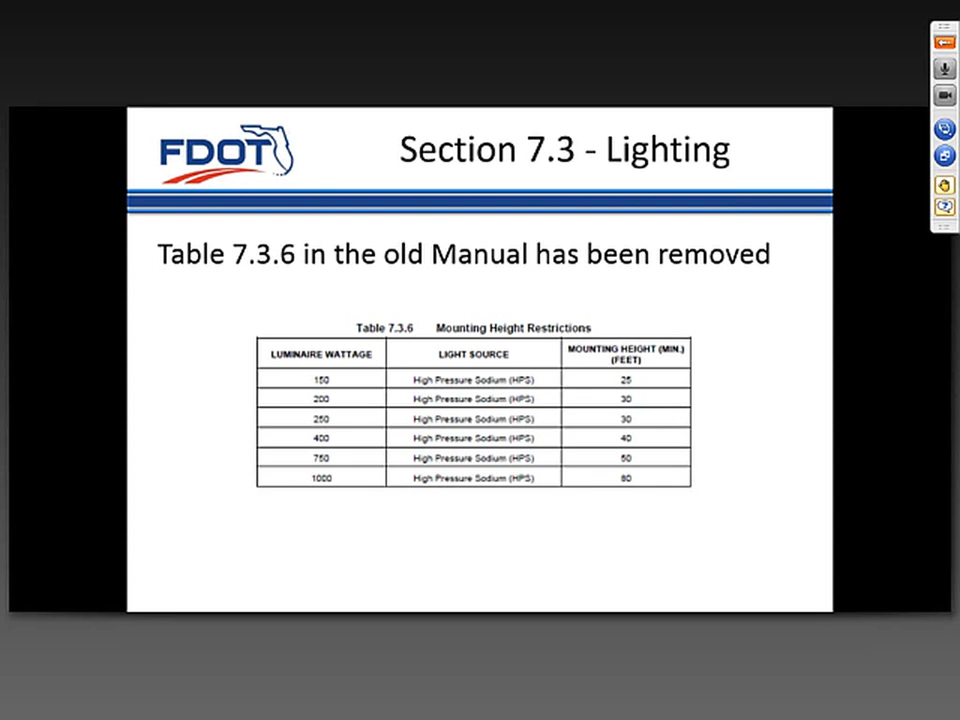 FDOT
Section 7.3 - Lighting
Table 7.3.6 in the old Manual has been removed
Table 7.3.6 Mounting Height Restrictions
LUMINAIRE WATTAGE LIGHT SOURCE MOUNTING HEIGHT (MIN.) (FEET)
150 High Pressure Sodium (HPS) 25
200 High Pressure Sodium (HPS) 30
250 High Pressure Sodium (HPS) 30
400 High Pressure Sodium (HPS) 40
750 High Pressure Sodium (HPS) 50
1000 High Pressure Sodium (HPS) 80